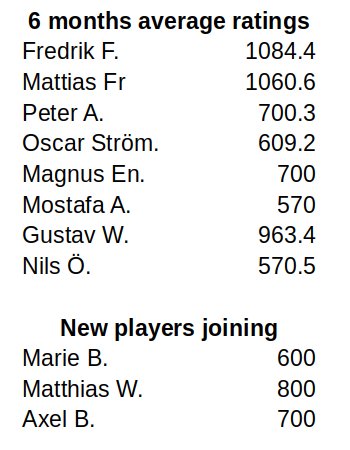 6 months average ratings
Fredrik F. 1084.4
Mattias Fr 1060.6
Peter A. 700.3
Oscar Ström. 609.2
Magnus En. 700
Mostafa A. 570
Gustav W. 963.4
Nils Ö. 570.5
New players joining
Marie B. 600
Matthias W. 800
Axel B. 700